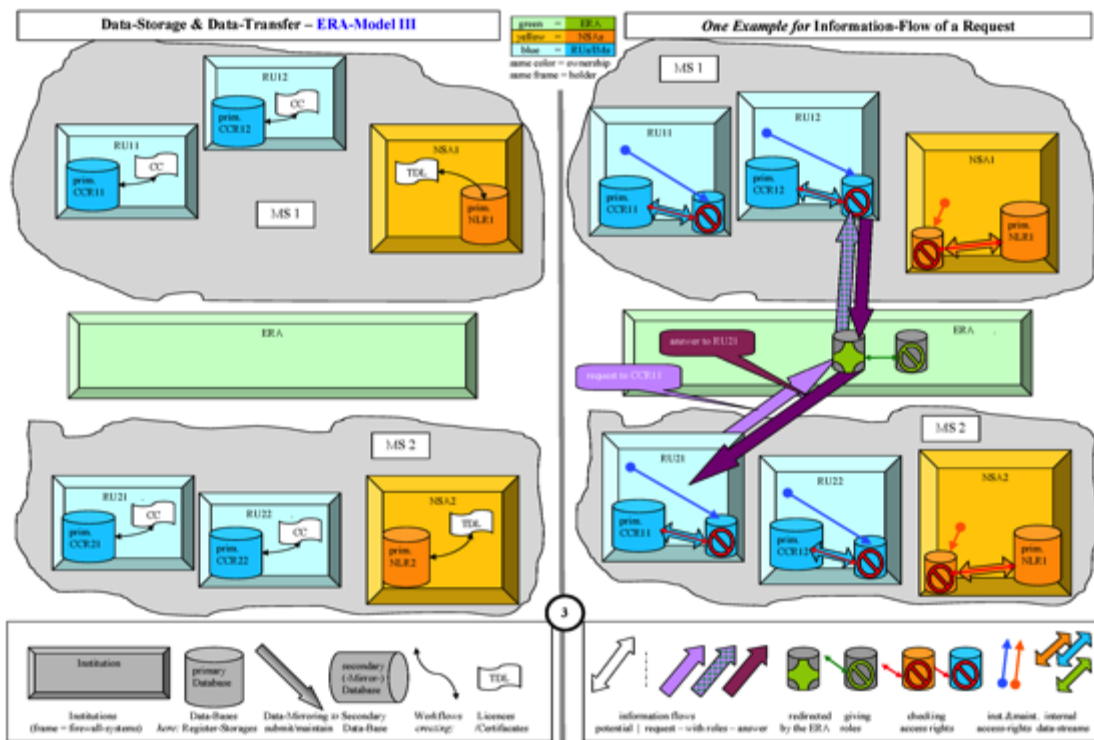 Data-Storage & Data-Transfer – ERA-Model III
green = ERA
yellow = NSAs
blue = RUs/IMs
same color = ownership
same frame = holder
One Example for Information-Flow of a Request
RU12
CC
prim.
CCR12
RU11
CC
prim.
CCR11
NSA1
TDL
prim.
NLR1
MS 1
ERA
MS 2
RU21
CC
prim.
CCR21
RU22
CC
prim.
CCR22
NSA2
TDL
prim.
NLR2
MS 1
RU11
prim.
CCR11
RU12
prim.
CCR12
NSA1
prim.
NLR1
ERA
answer to RU21
request to CCR11
MS 2
RU21
prim.
CCR11
RU22
prim.
CCR12
NSA2
prim.
NLR1
3
Institution
primary
Database
secondary
(-Mirror-)
Database
TDL
Institutions
(frame = firewall-systems)
Data-Bases
here: Register-Storages
Data-Mirroring to Secondary
submit/maintain Data-Base
Workflows
creating:
Licences
/Certificates
information flows
potential | request – with roles – answer
redirected
by the ERA
giving
roles
checking
access rights
inst.&maint.
access-rights
internal
data-streams